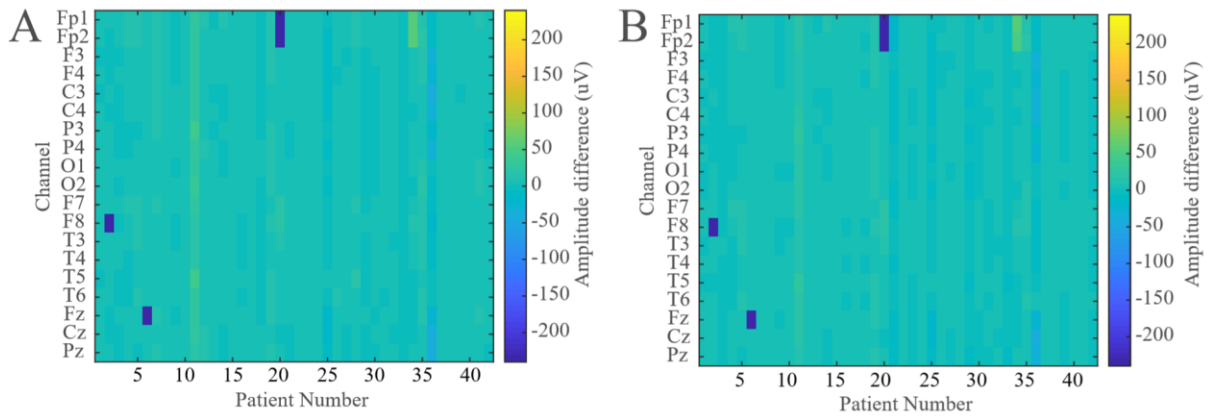 A
Channel
Fp1
Fp2
F3
F4
C3
C4
P3
P4
O1
O2
F7
F8
T3
T4
T5
T6
Fz
Cz
Pz
5 10 15 20 25 30 35 40
Patient Number
200
150
100
50
0
-50
-100
-150
-200
Amplitude difference (uV)
B
Channel
Fp1
Fp2
F3
F4
C3
C4
P3
P4
O1
O2
F7
F8
T3
T4
T5
T6
Fz
Cz
Pz
5 10 15 20 25 30 35 40
Patient Number
200
150
100
50
0
-50
-100
-150
-200
Amplitude difference (uV)